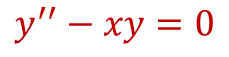 y′′ − xy = 0